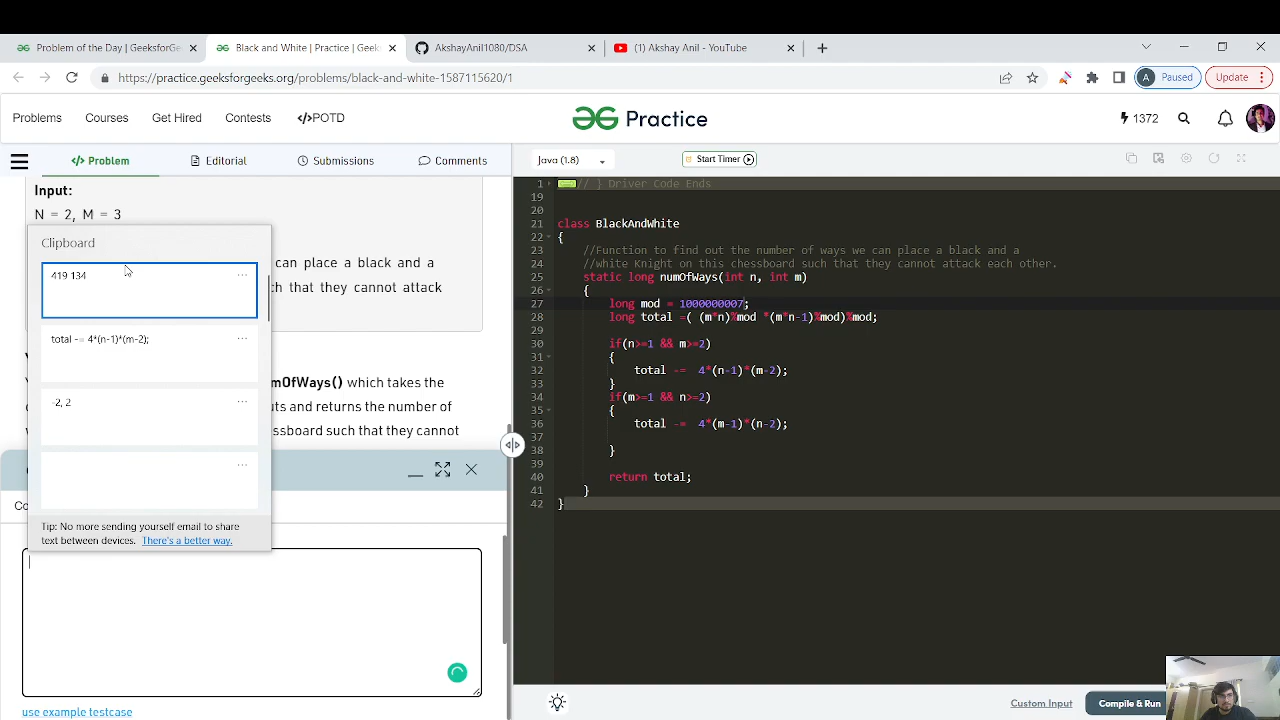 Problem of the Day | GeeksforGe
Black and White | Practice | Geek
AkshayAnil1080/DSA
(1) Akshay Anil - YouTube
https://practice.geeksforgeeks.org/problems/black-and-white-1587115620/1
A Paused
Update
Problems Courses Get Hired Contests </>POTD
Practice
1372
</> Problem Editorial Submissions Comments
Java (1.8)
Start Timer
Input:
N = 2, M = 3
Clipboard
419 134
total -= 4*(n-1)*(m-2);
-2, 2
Tip: No more sending yourself email to share
text between devices. There's a better way.
can place a black and a
h that they cannot attack
mOfWays() which takes the
uts and returns the number of
essboard such that they cannot
Co
use example testcase
1 // } Driver Code Ends
19
20
21 class BlackAndWhite
22 {
23 //Function to find out the number of ways we can place a black and a
24 //white Knight on this chessboard such that they cannot attack each other.
25 static long numOfWays(int n, int m)
26 {
27 long mod = 1000000007;
28 long total =( (m*n)%mod *(m*n-1)%mod)%mod;
29
30 if(n>=1 && m>=2)
31 {
32 total -= 4*(n-1)*(m-2);
33 }
34 if(m>=1 && n>=2)
35 {
36 total -= 4*(m-1)*(n-2);
37
38 }
39
40 return total;
41 }
42 }
Custom Input
Compile & Run